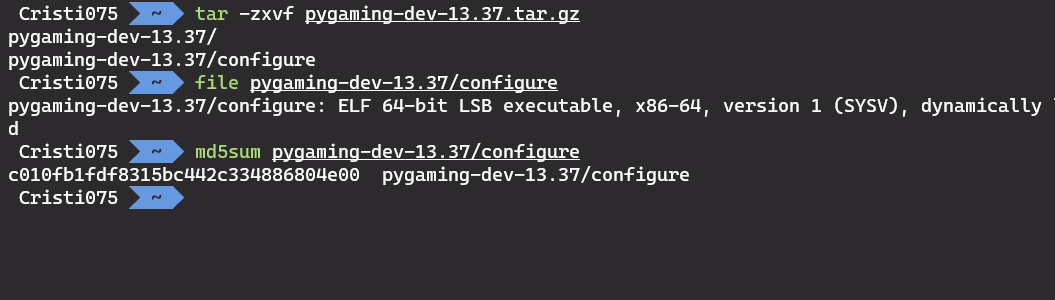 Cristi075 ~ tar -zxvf pygaming-dev-13.37.tar.gz
pygaming-dev-13.37/
pygaming-dev-13.37/configure
Cristi075 ~ file pygaming-dev-13.37/configure
pygaming-dev-13.37/configure: ELF 64-bit LSB executable, x86-64, version 1 (SYSV), dynamically
d
Cristi075 ~ md5sum pygaming-dev-13.37/configure
c010fb1fdf8315bc442c334886804e00  pygaming-dev-13.37/configure
Cristi075 ~